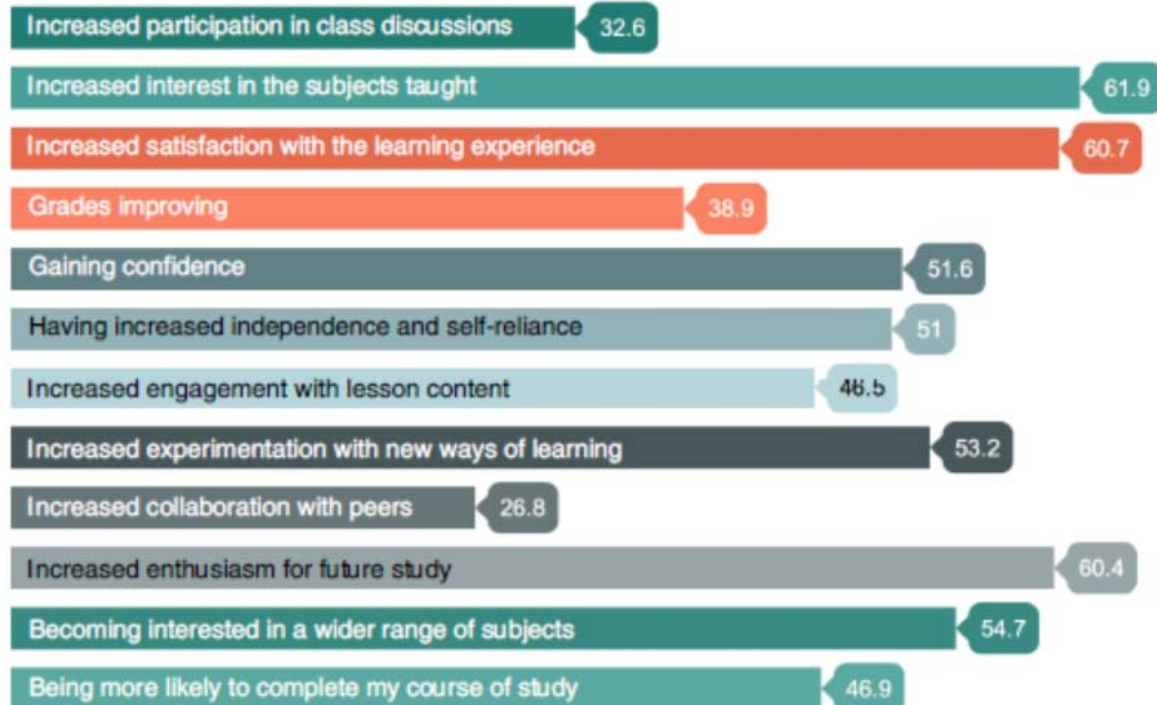 Increased participation in class discussions 32.6
Increased interest in the subjects taught 61.9
Increased satisfaction with the learning experience 60.7
Grades improving 38.9
Gaining confidence 51.6
Having increased independence and self-reliance 51
Increased engagement with lesson content 46.5
Increased experimentation with new ways of learning 53.2
Increased collaboration with peers 26.8
Increased enthusiasm for future study 60.4
Becoming interested in a wider range of subjects 54.7
Being more likely to complete my course of study 46.9